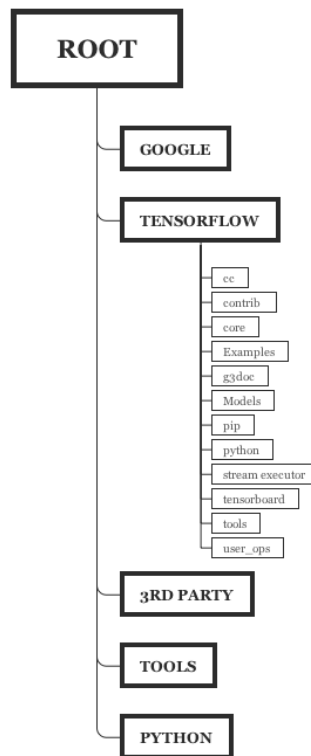 ROOT
GOOGLE
TENSORFLOW
cc
contrib
core
Examples
g3doc
Models
pip
python
stream executor
tensorboard
tools
user_ops
3RD PARTY
TOOLS
PYTHON